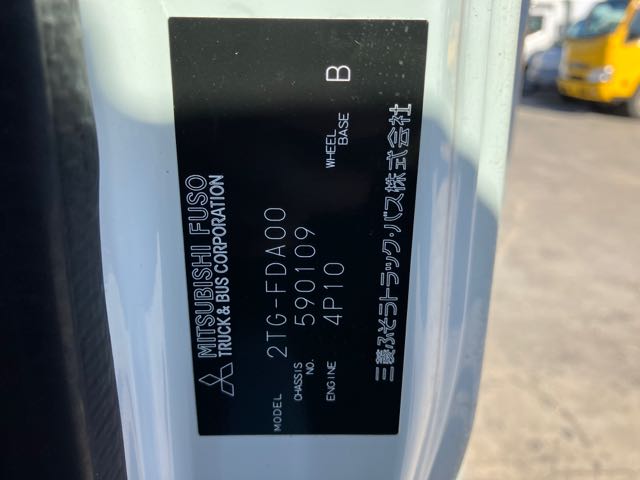 MITSUBISHI FUSO
TRUCK & BUS CORPORATION
MODEL 2TG-FDA00
CHASSIS NO. 590109
ENGINE 4P10 WHEEL BASE B
三菱ふそうトラック・バス株式会社